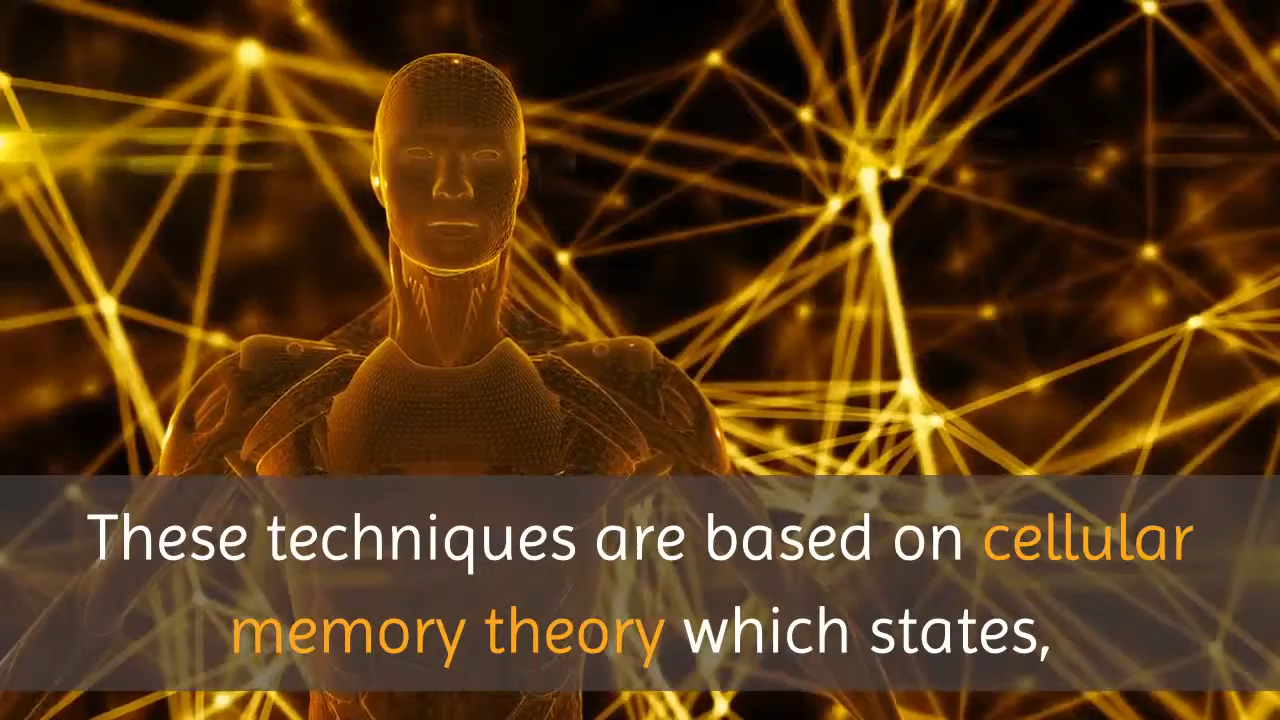 These techniques are based on cellular
memory theory which states,